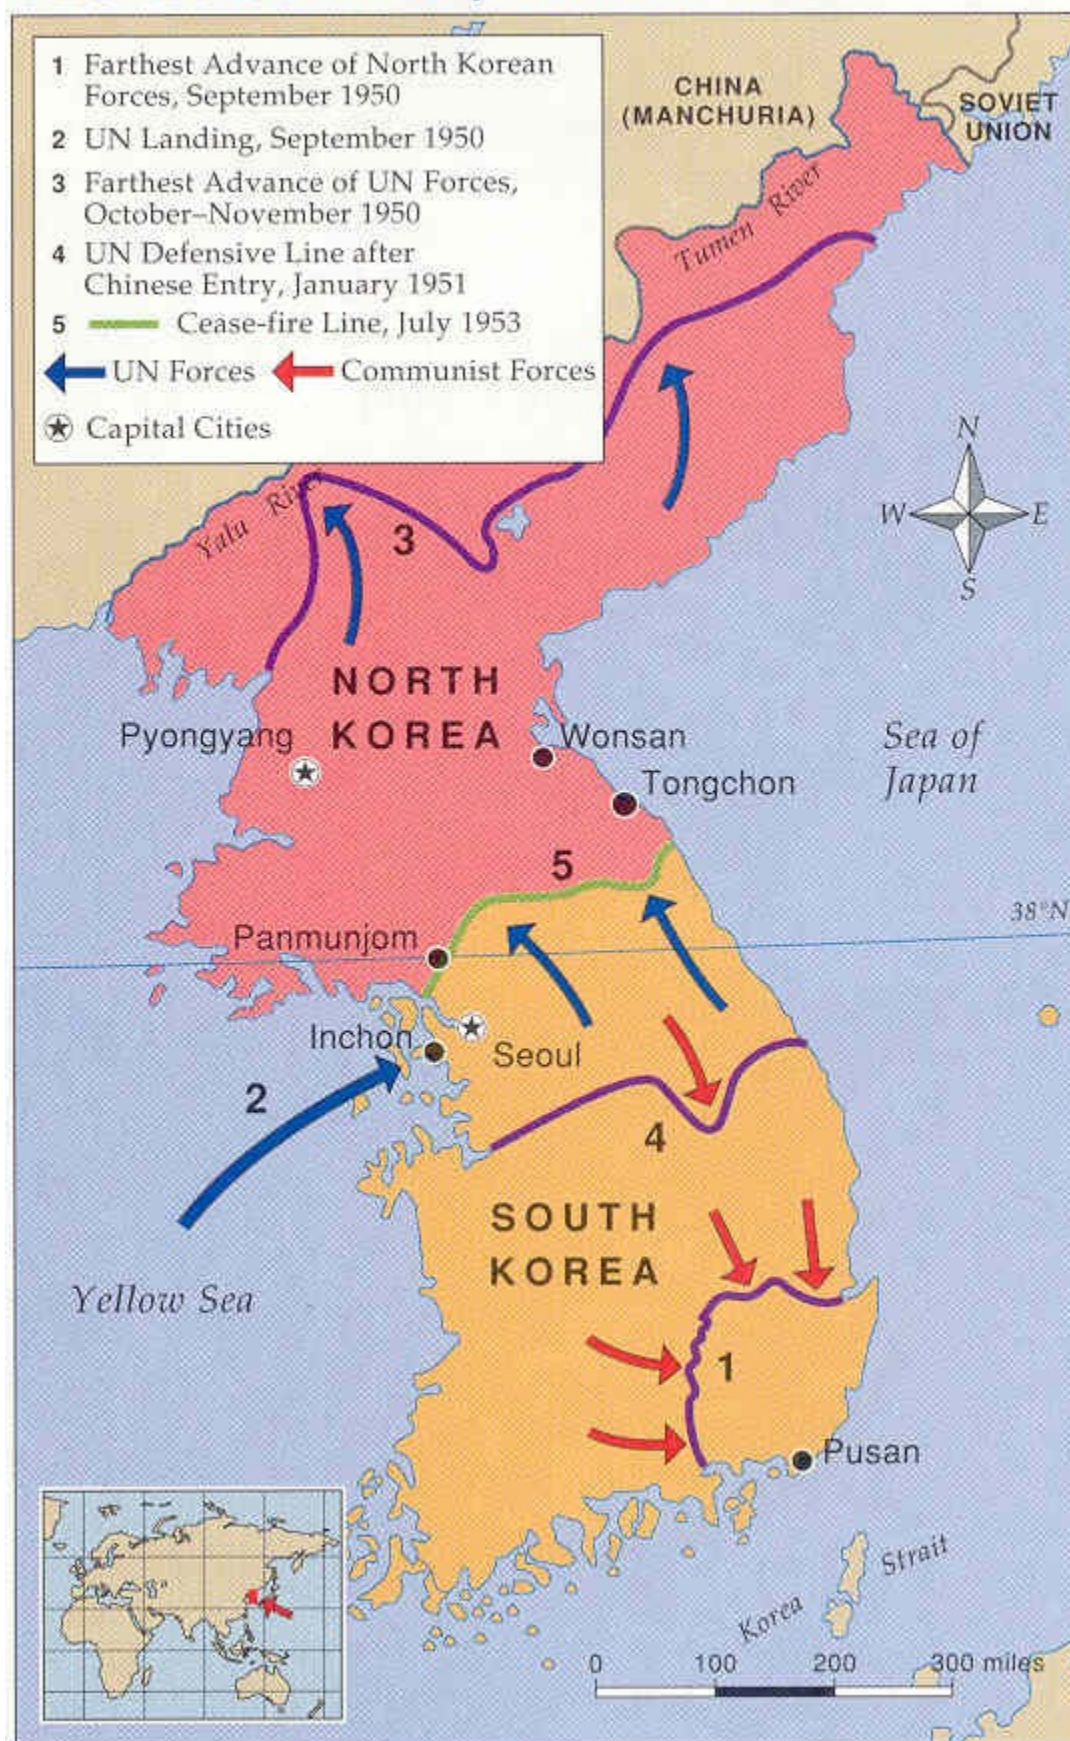 1 Farthest Advance of North Korean
Forces, September 1950
2 UN Landing, September 1950
3 Farthest Advance of UN Forces,
October–November 1950
4 UN Defensive Line after
Chinese Entry, January 1951
5 Cease-fire Line, July 1953
UN Forces Communist Forces
Capital Cities
CHINA
(MANCHURIA)
SOVIET
UNION
Tumen River
N
W E
S
Yalu River
3
NORTH
KOREA
Pyongyang
Wonsan
Tongchon
Sea of
Japan
5
38°N
Panmunjom
Inchon
Seoul
2
4
SOUTH
KOREA
Yellow Sea
1
Pusan
Korea Strait
0 100 200 300 miles